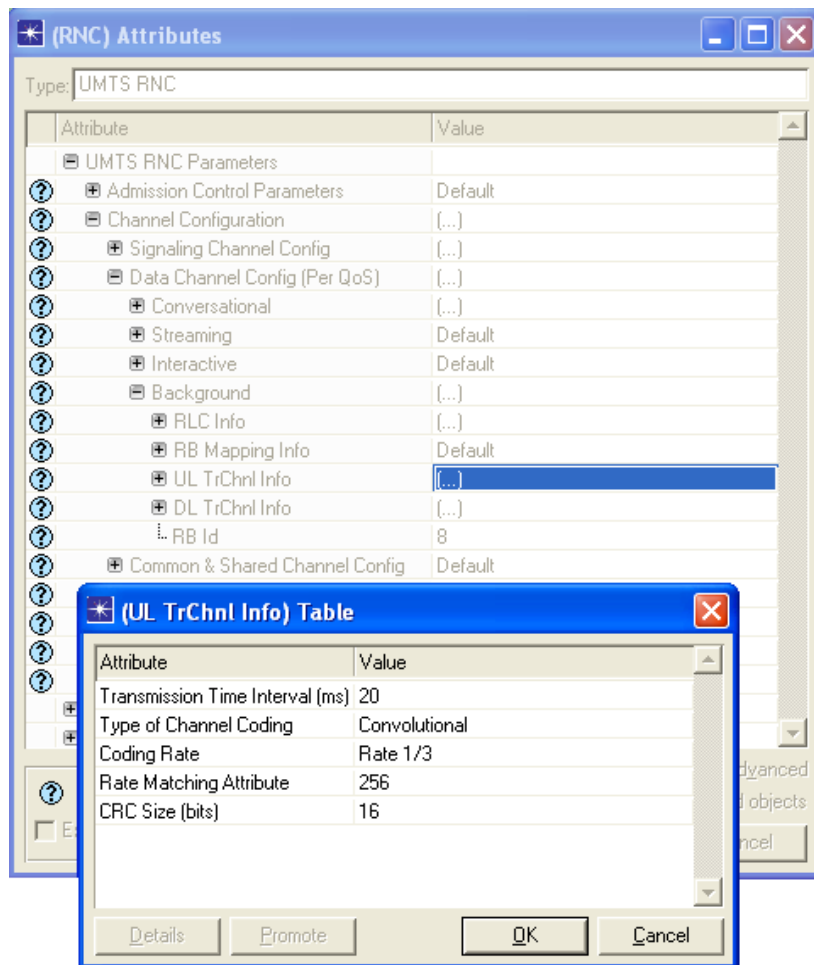 (RNC) Attributes
Type: UMTS RNC
Attribute Value
UMTS RNC Parameters
Admission Control Parameters Default
Channel Configuration (...)
Signaling Channel Config (...)
Data Channel Config (Per QoS) (...)
Conversational (...)
Streaming Default
Interactive Default
Background (...)
RLC Info (...)
RB Mapping Info Default
UL TrChnl Info (...)
DL TrChnl Info (...)
RB Id 8
Common & Shared Channel Config Default
(UL TrChnl Info) Table
Attribute Value
Transmission Time Interval (ms) 20
Type of Channel Coding Convolutional
Coding Rate Rate 1/3
Rate Matching Attribute 256
CRC Size (bits) 16
Details Promote OK Cancel
dvanced
objects
ncel